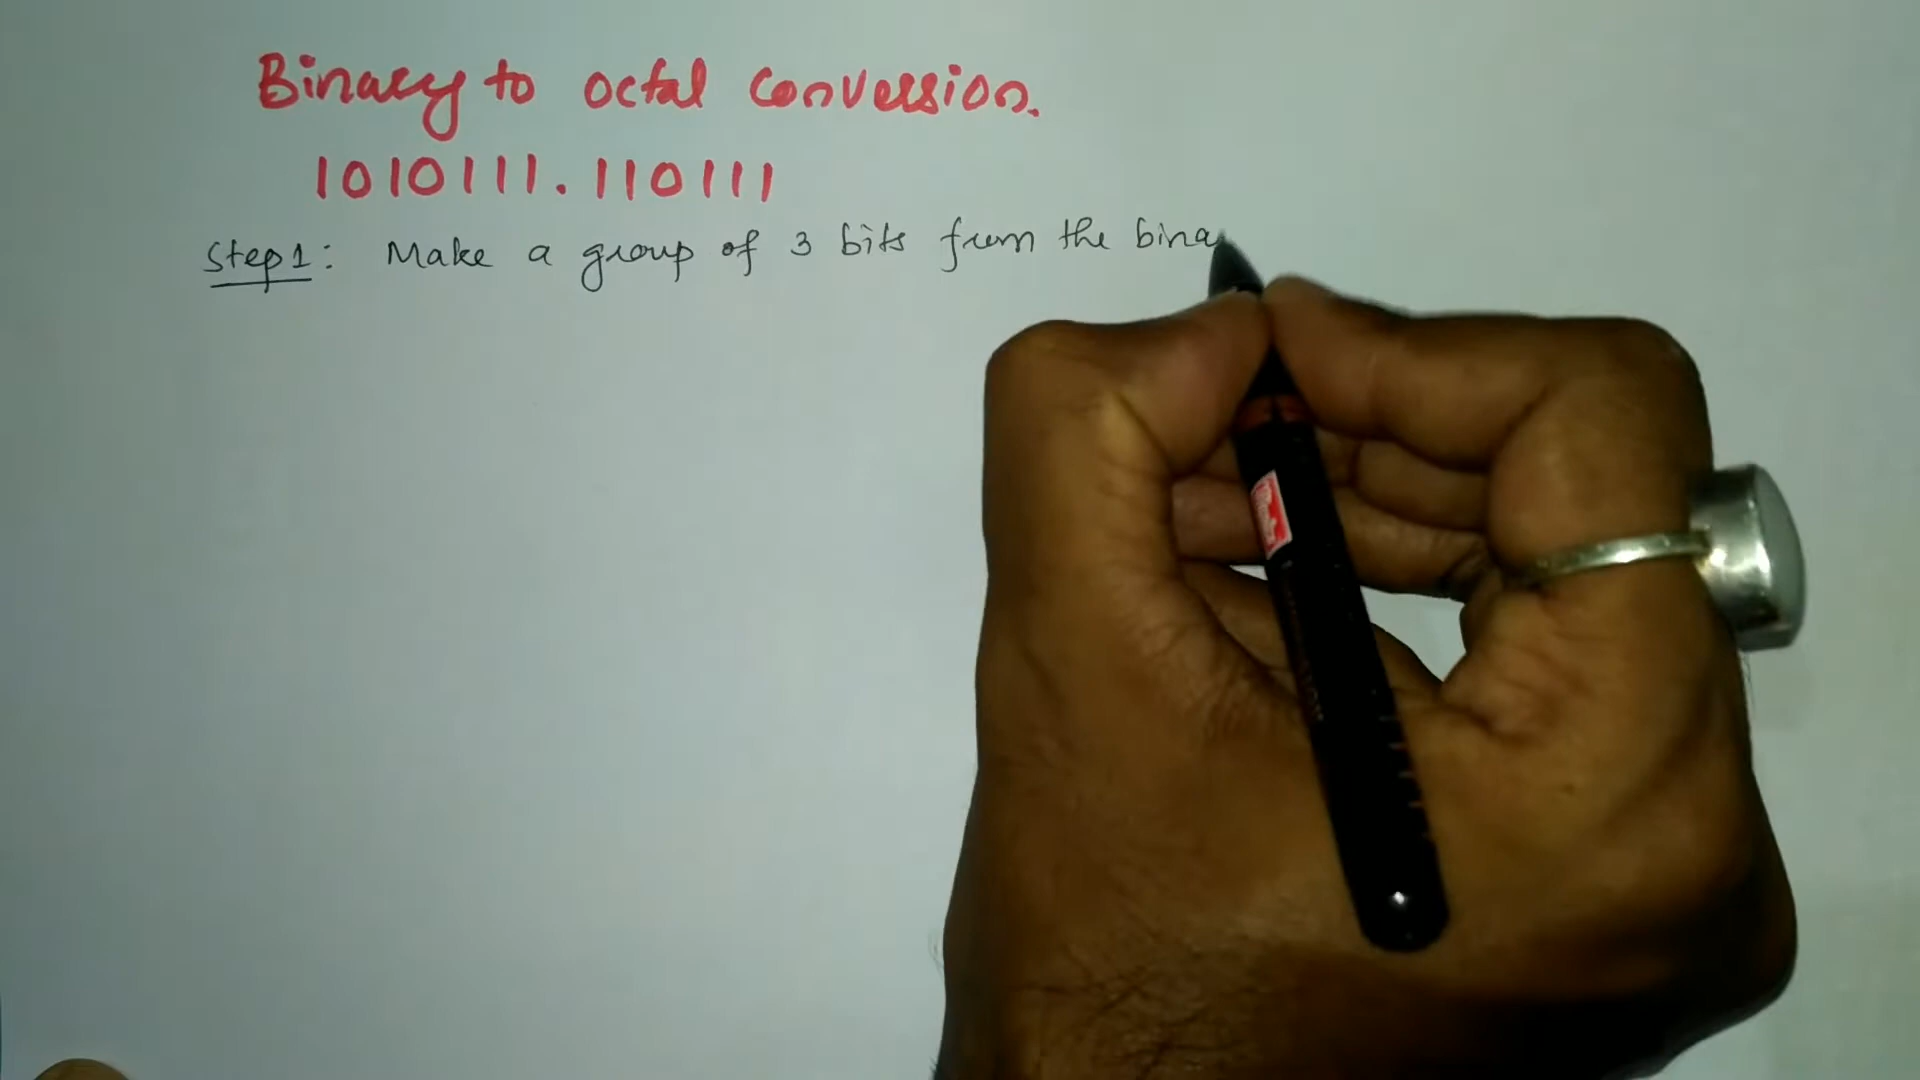 Binary to octal conversion.
1010111.110111
Step1: Make a group of 3 bits from the bina